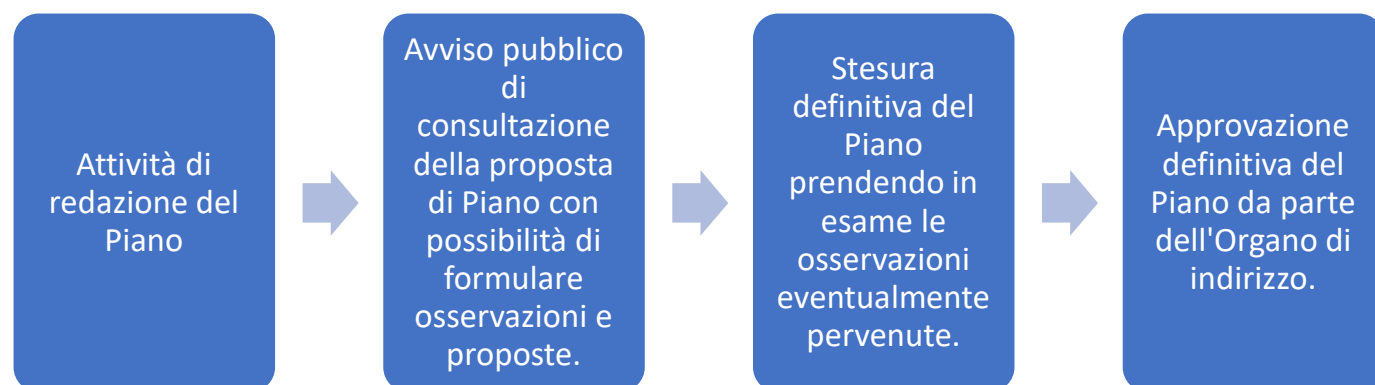 Attività di
redazione del
Piano
Avviso pubblico
di
consultazione
della proposta
di Piano con
possibilità di
formulare
osservazioni e
proposte.
Stesura
definitiva del
Piano
prendendo in
esame le
osservazioni
eventualmente
pervenute.
Approvazione
definitiva del
Piano da parte
dell'Organo di
indirizzo.